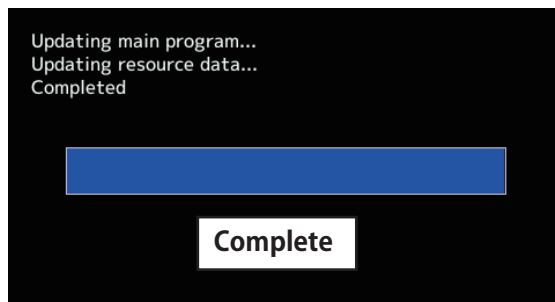 Updating main program...
Updating resource data...
Completed
Complete